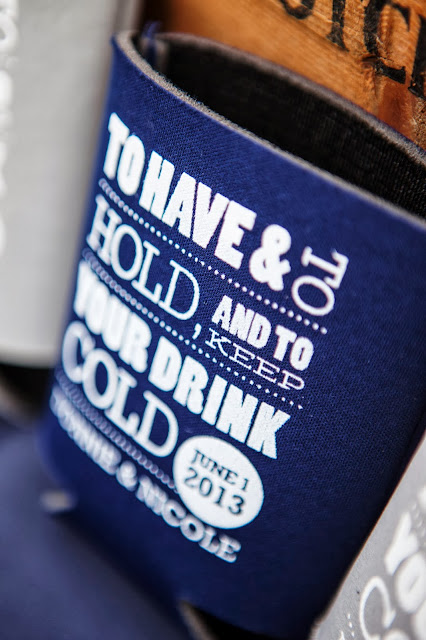 TO HAVE & TO
HOLD, AND TO
KEEP
YOUR DRINK
COLD
JUNE 1
2013
& NICOLE